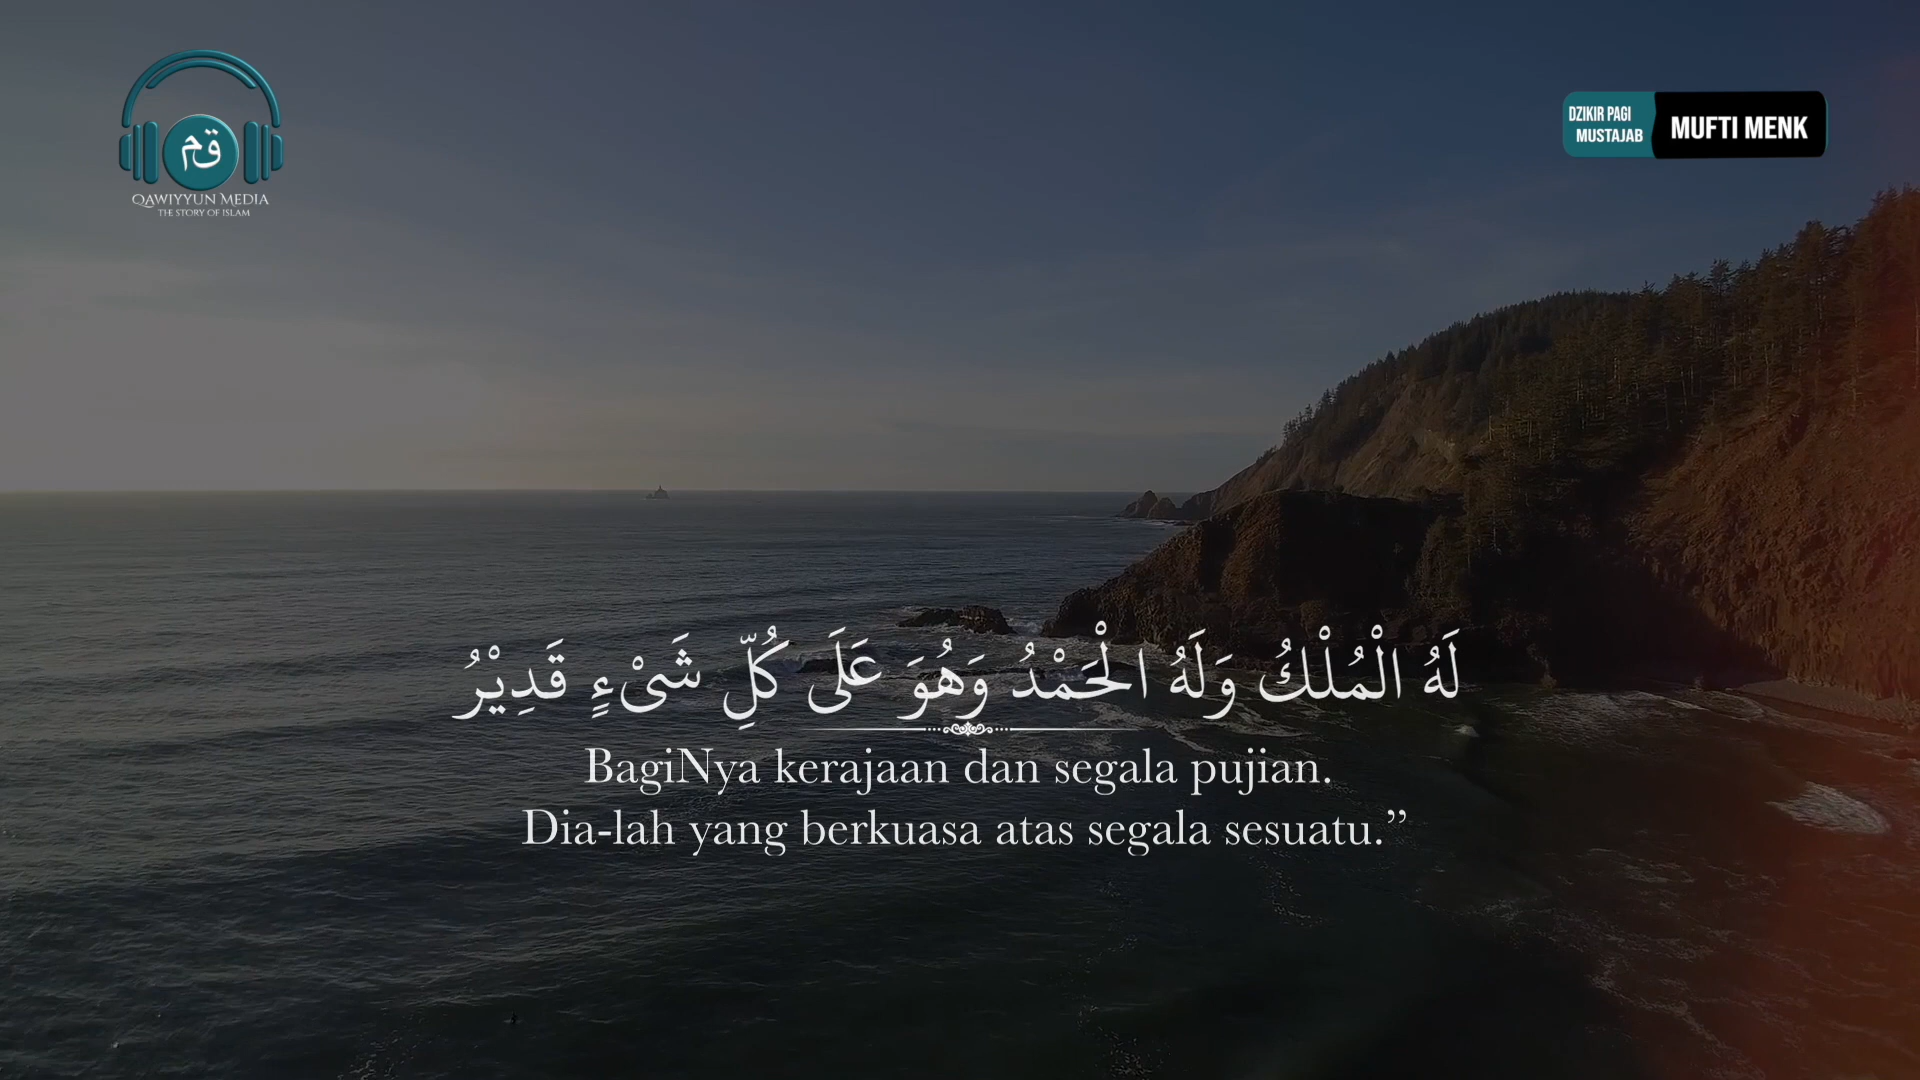 قم
QAWIYYUN MEDIA
THE STORY OF ISLAM
DZIKIR PAGI
MUSTAJAB
MUFTI MENK
لَهُ الْمُلْكُ وَلَهُ الْحَمْدُ وَهُوَ عَلَى كُلِّ شَىْءٍ قَدِيْرُ
BagiNya kerajaan dan segala pujian.
Dia-lah yang berkuasa atas segala sesuatu.”